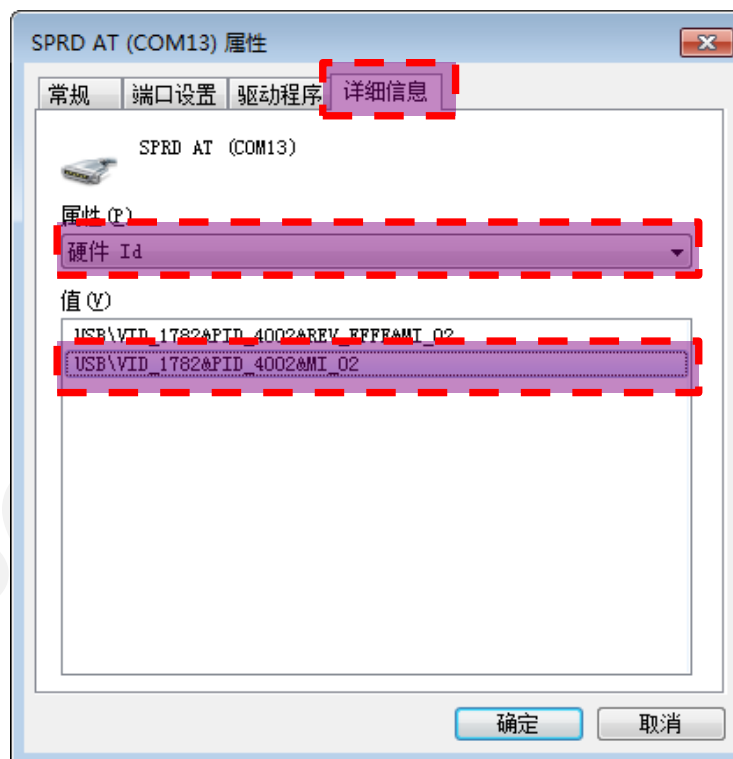 SPRD AT (COM13) 属性
常规 端口设置 驱动程序 详细信息
SPRD AT (COM13)
属性(P)
硬件 Id
值(V)
USB\VID_1782&PID_4002&REV_FFFF&MI_02
USB\VID_1782&PID_4002&MI_02
确定 取消